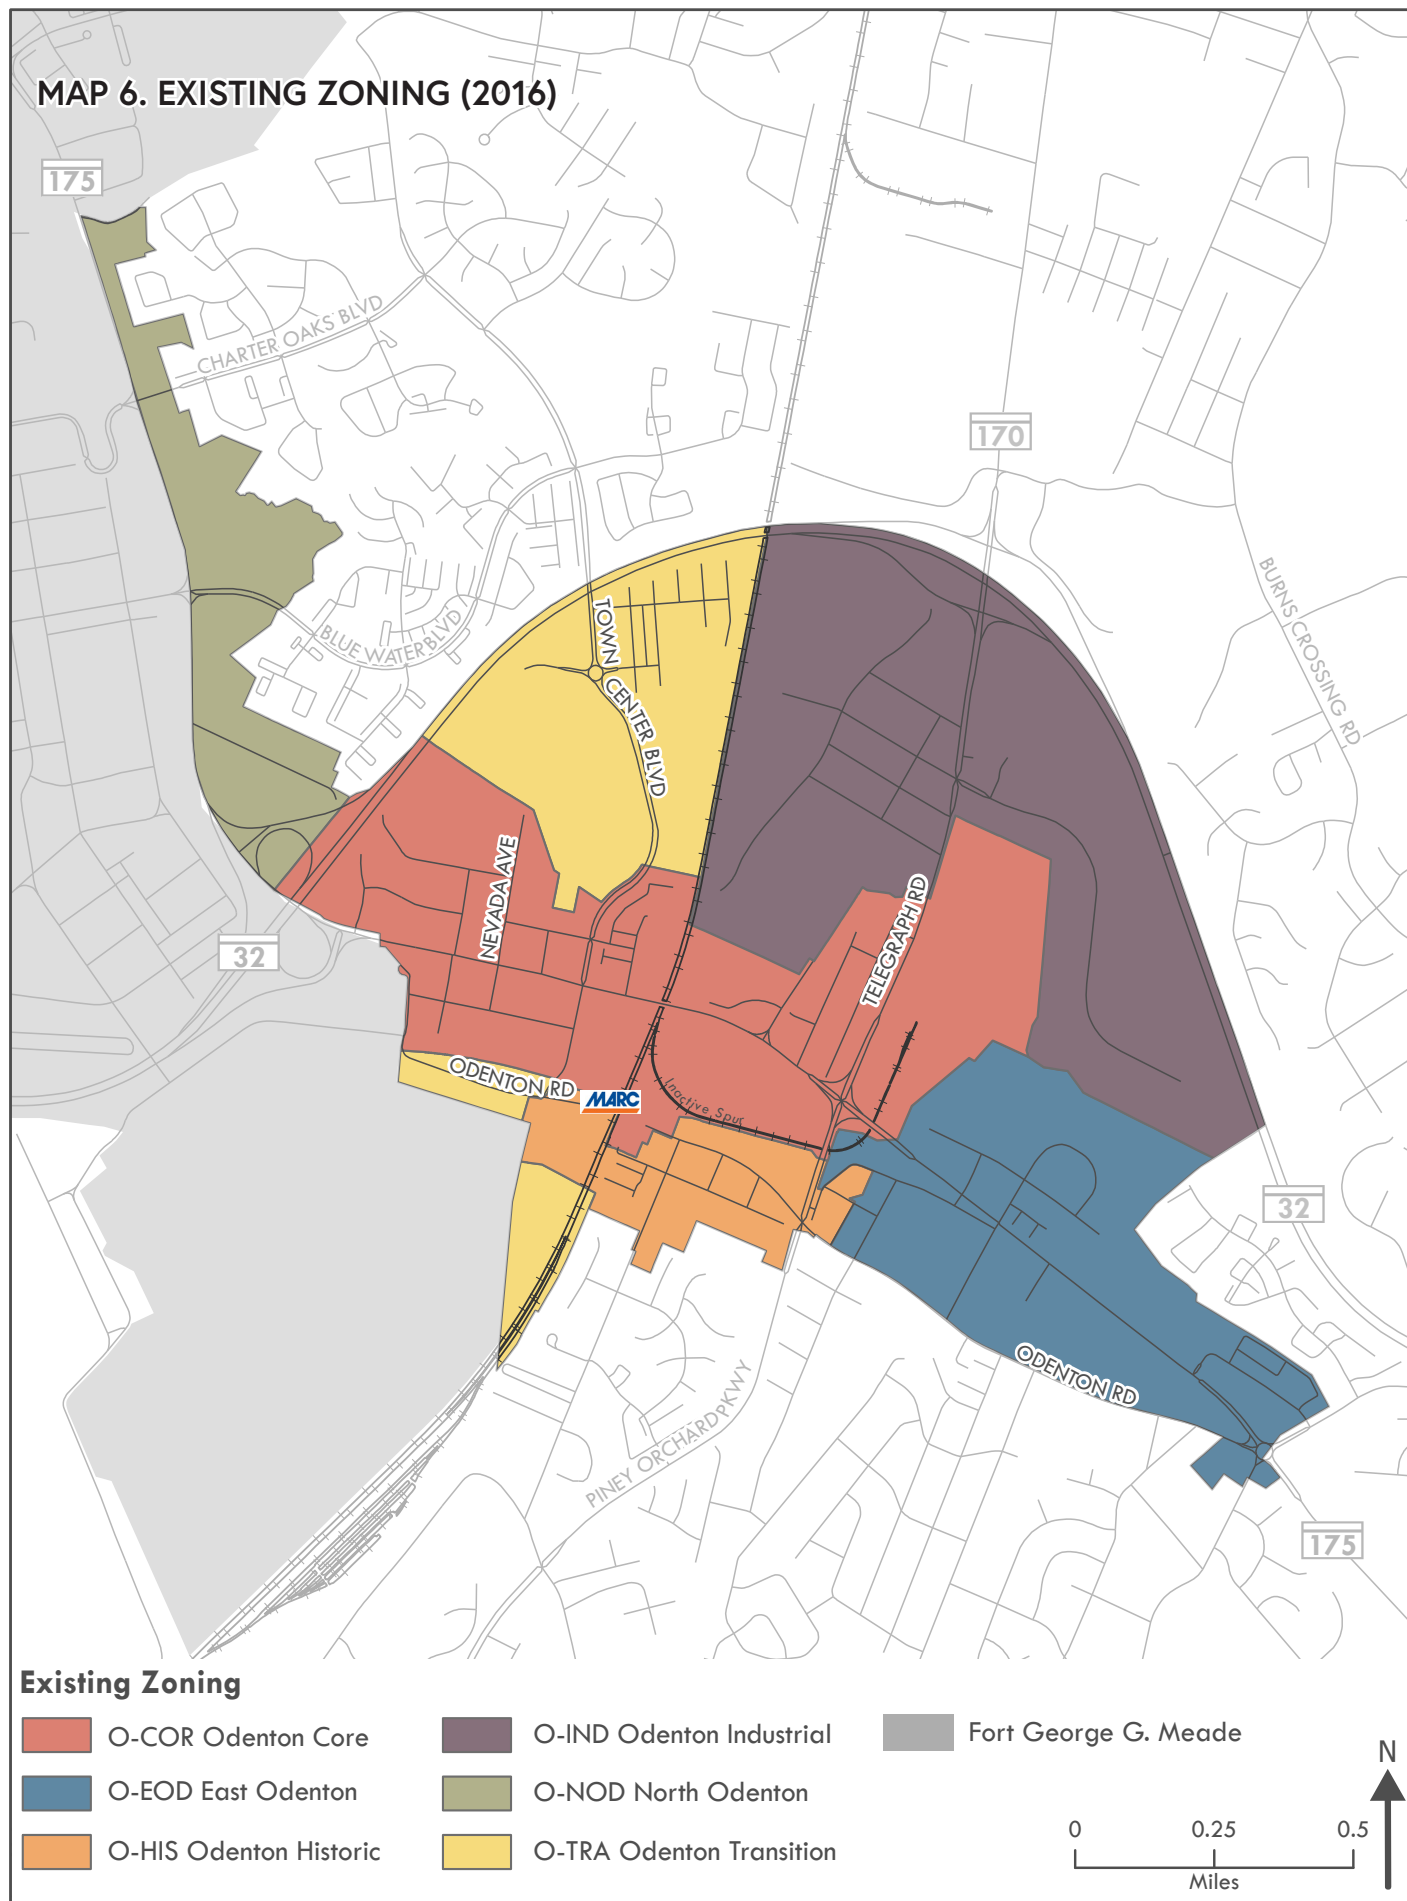 MAP 6. EXISTING ZONING (2016)
175
CHARTER OAKS BLVD
170
BURNS CROSSING RD
TOWN CENTER BLVD
BLUE WATER BLVD
NEVADA AVE
TELEGRAPH RD
32
ODENTON RD
MARC
Inactive Spur
32
ODENTON RD
PINEY ORCHARD PKWY
175
Existing Zoning
O-COR Odenton Core
O-IND Odenton Industrial
Fort George G. Meade
O-EOD East Odenton
O-NOD North Odenton
O-HIS Odenton Historic
O-TRA Odenton Transition
N
0 0.25 0.5
Miles